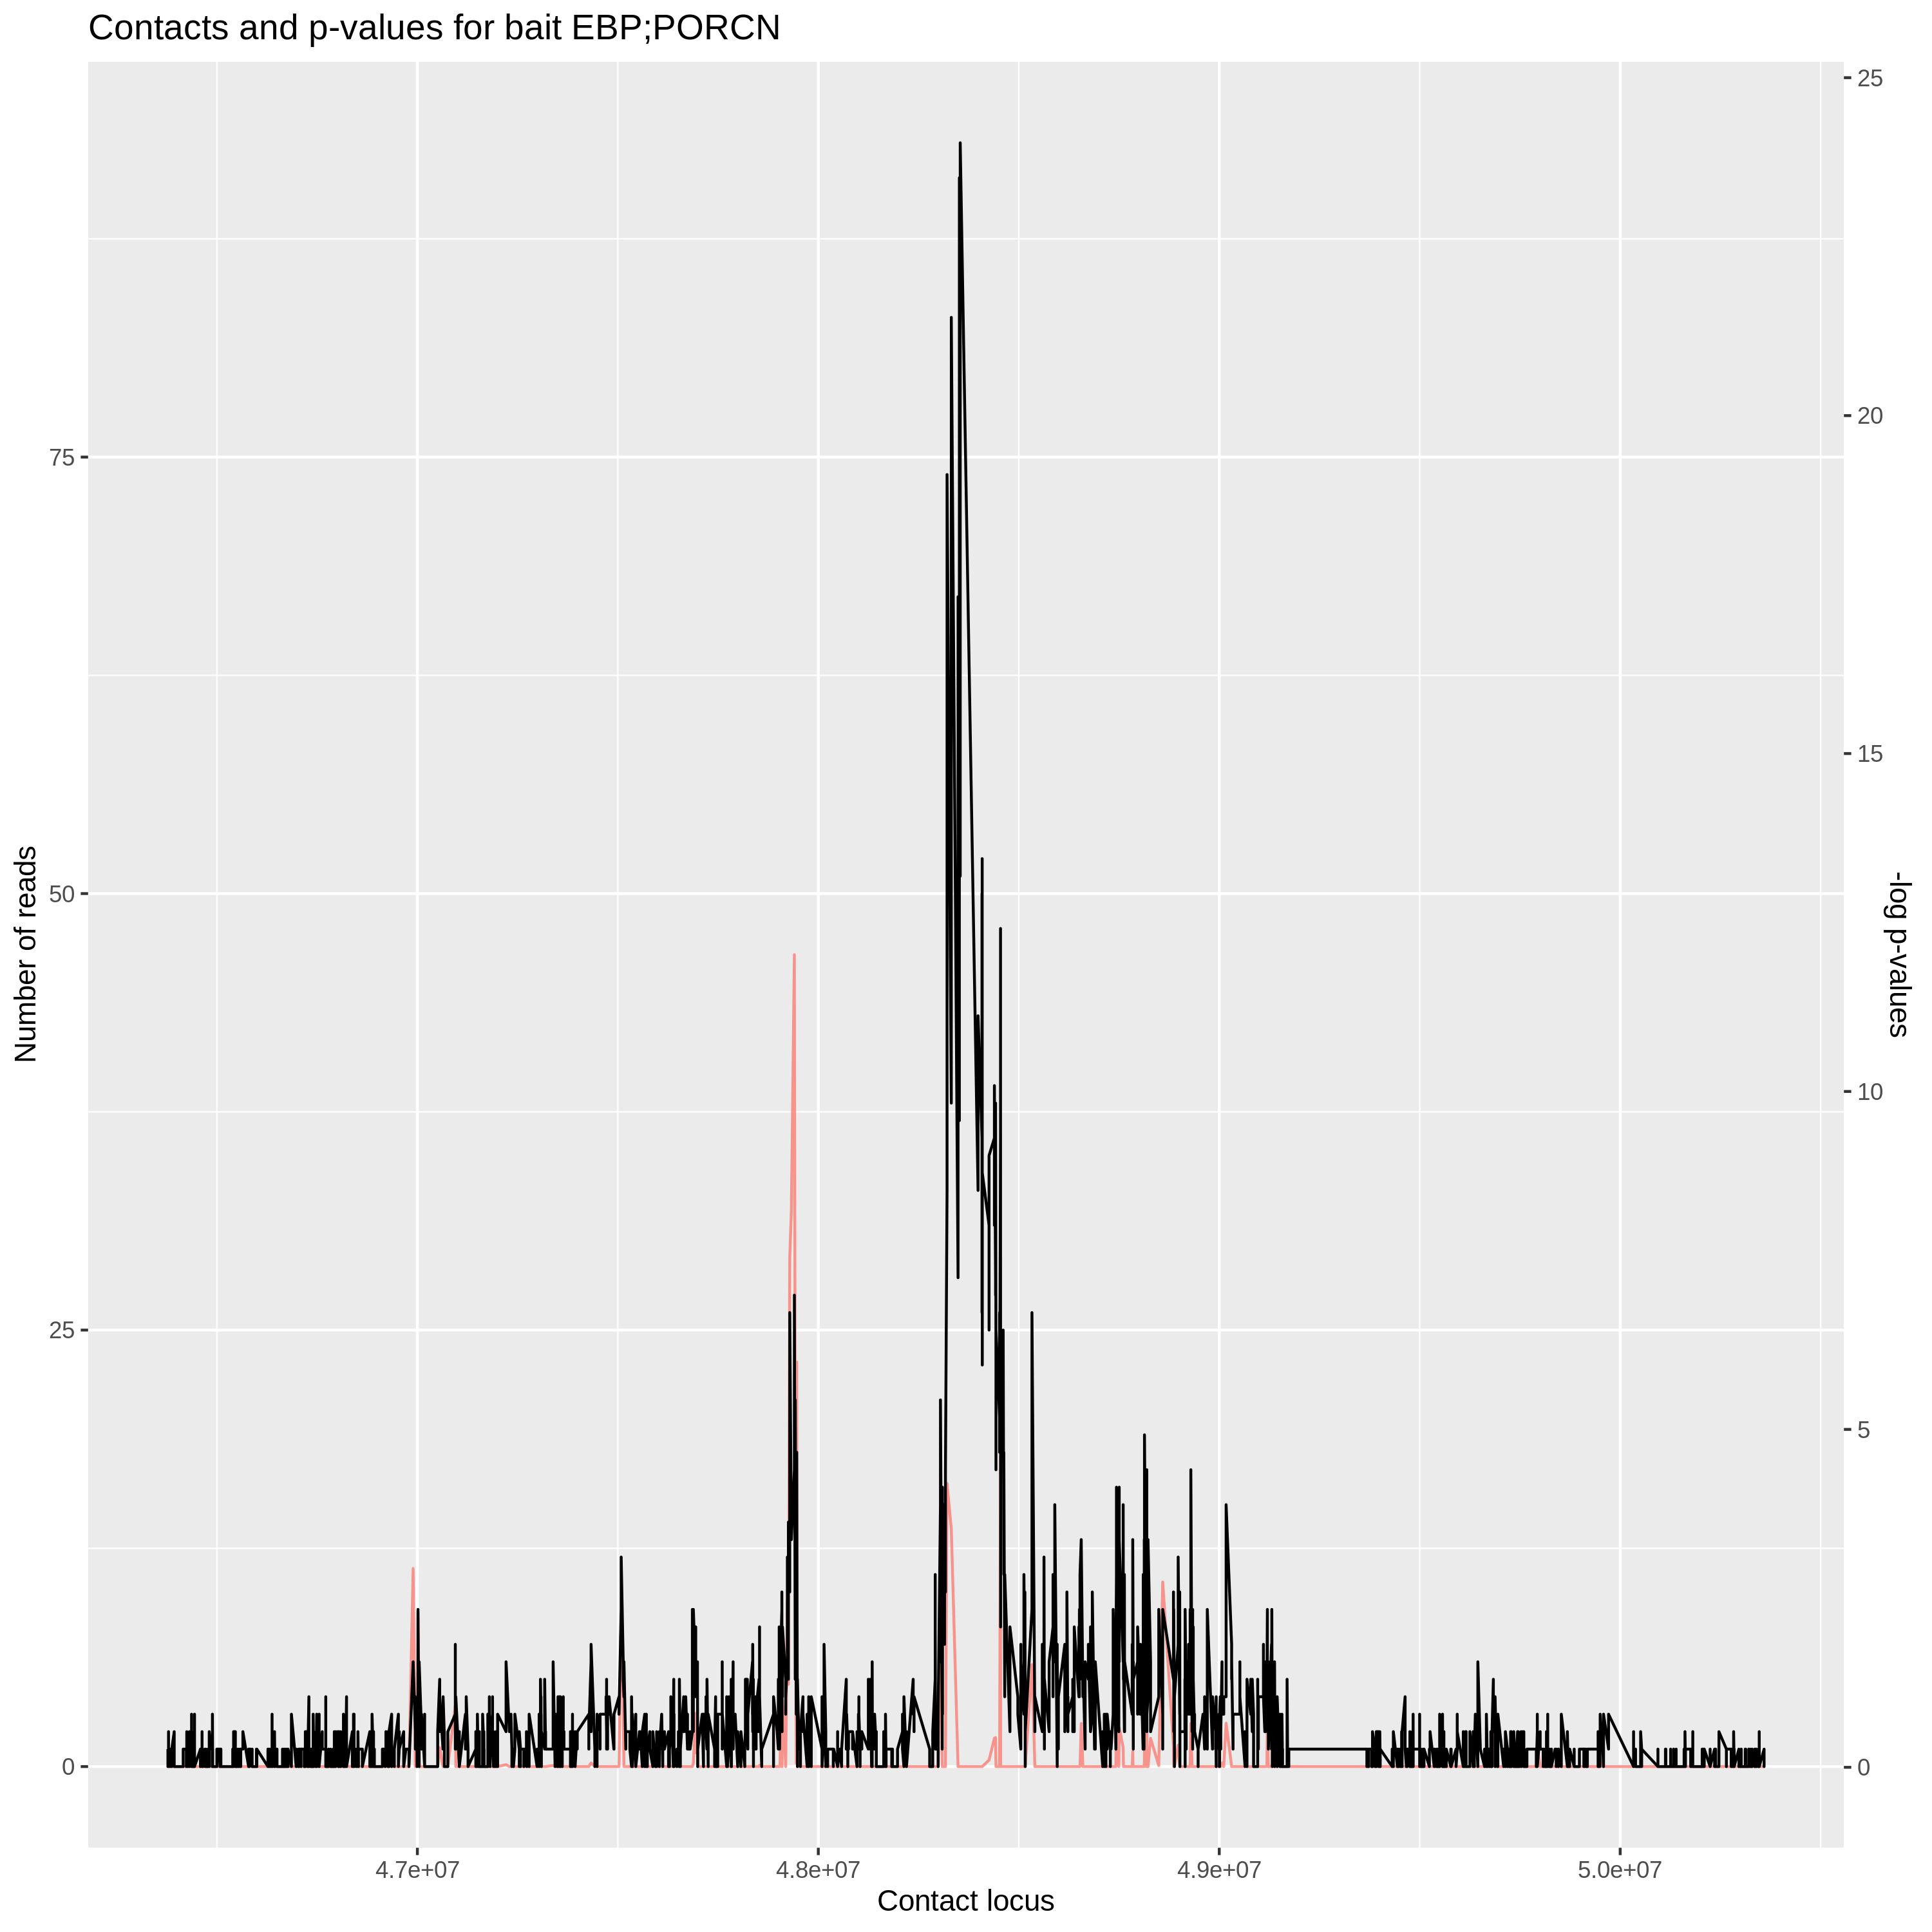 Contacts and p-values for bait EBP;PORCN
Number of reads
75
50
25
0
25
20
15
10
5
0
-log p-values
4.7e+07
4.8e+07
4.9e+07
5.0e+07
Contact locus